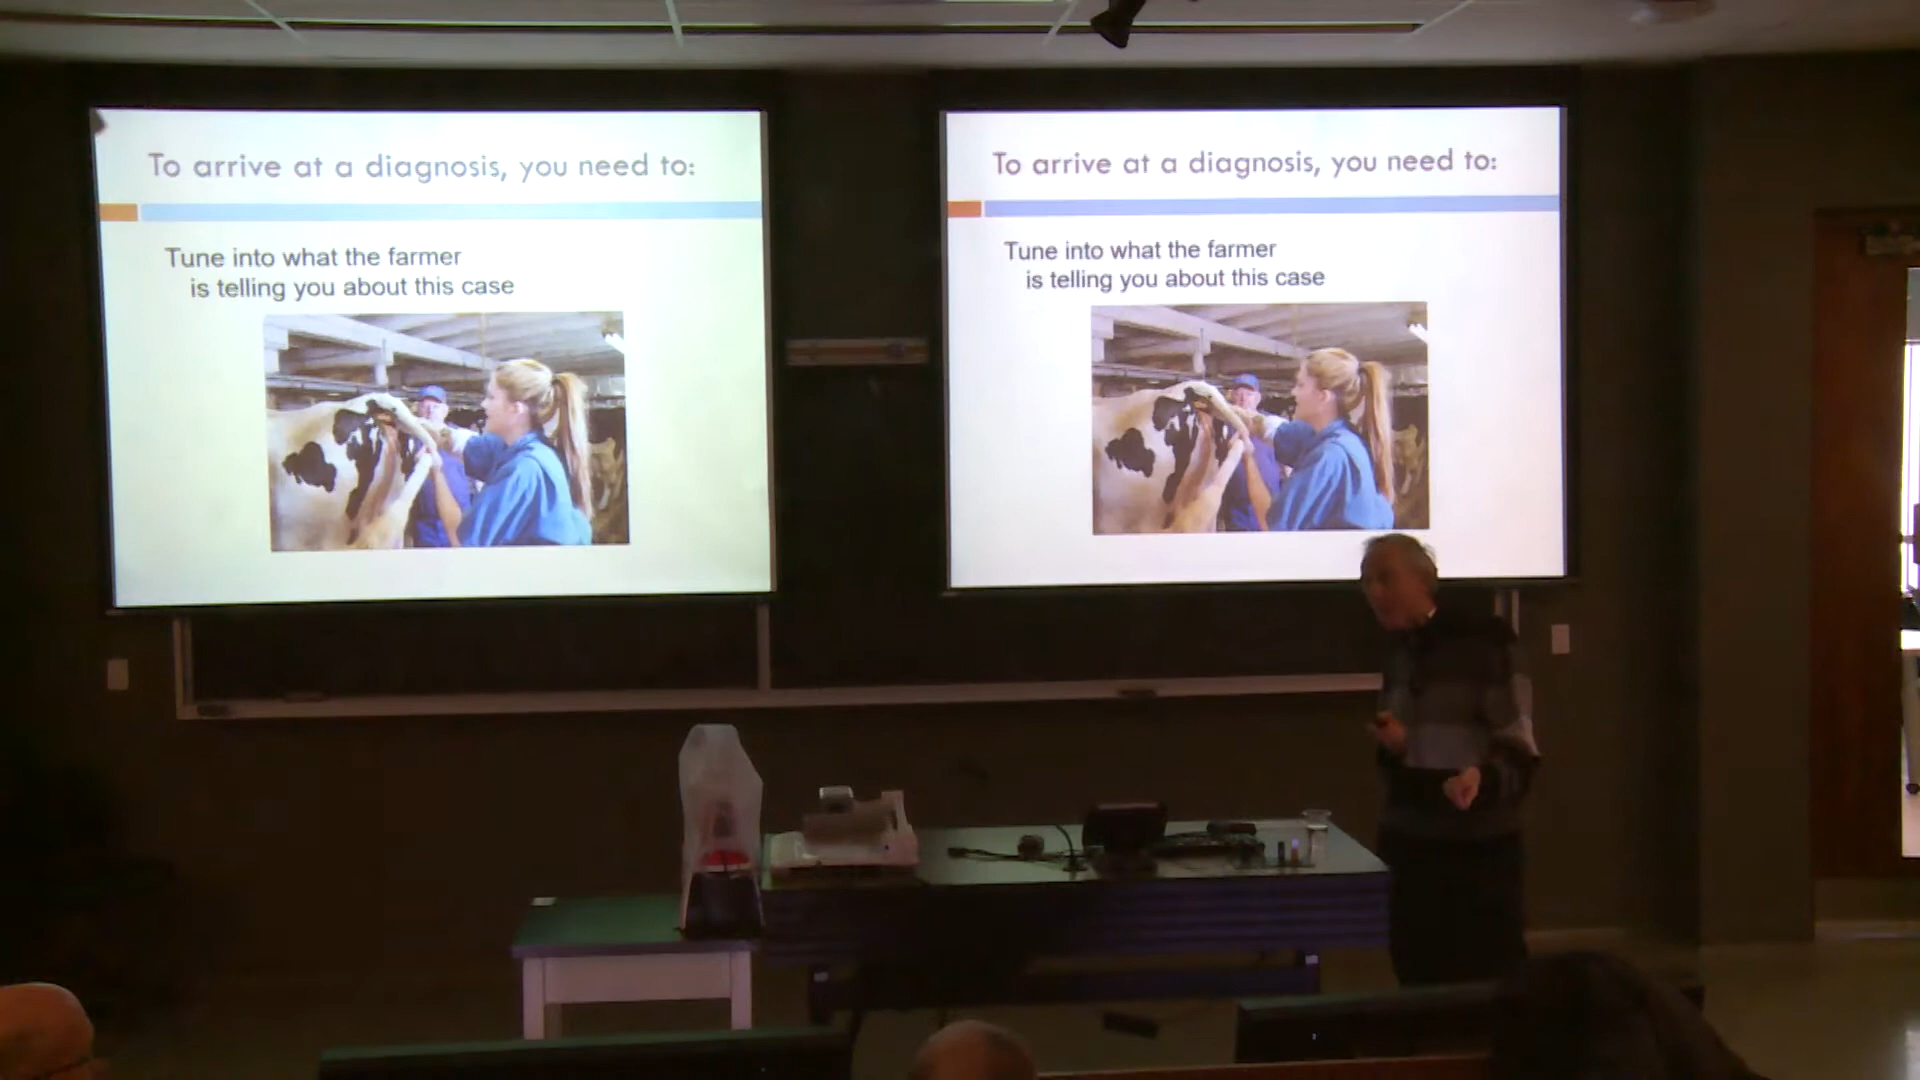 To arrive at a diagnosis, you need to:
Tune into what the farmer
is telling you about this case
To arrive at a diagnosis, you need to:
Tune into what the farmer
is telling you about this case